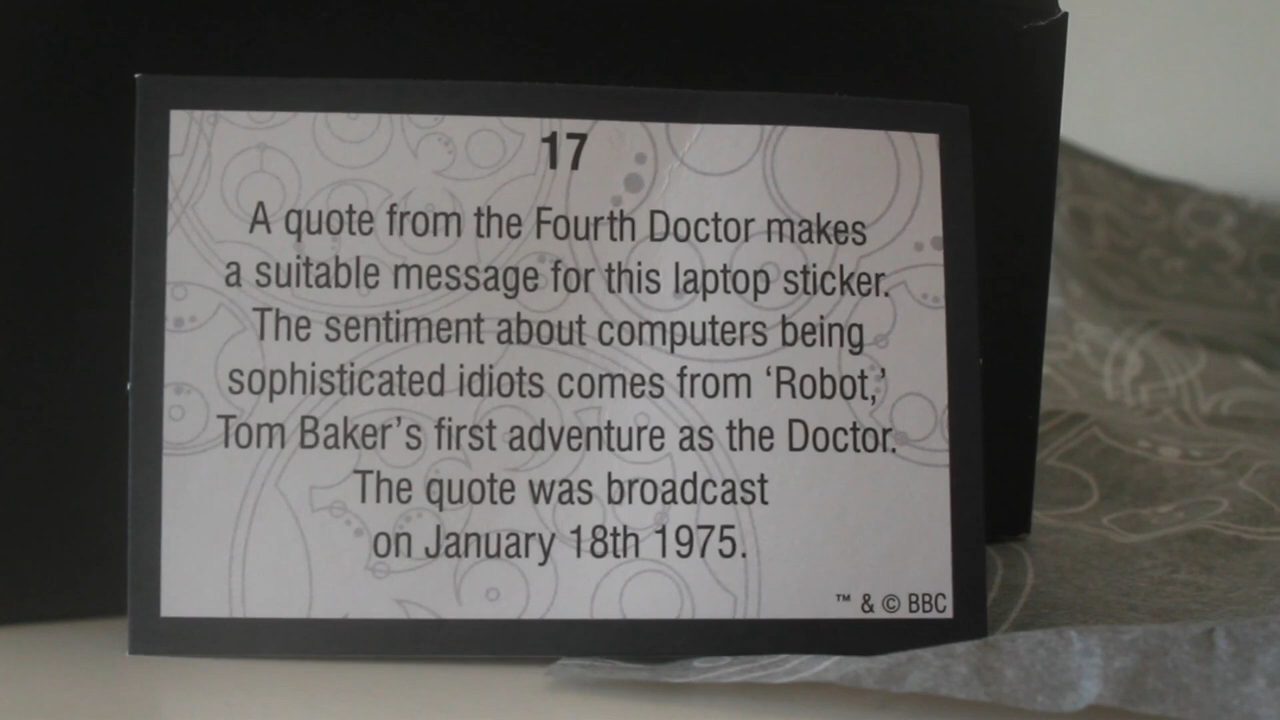 17
A quote from the Fourth Doctor makes
a suitable message for this laptop sticker.
The sentiment about computers being
sophisticated idiots comes from ‘Robot,’
Tom Baker’s first adventure as the Doctor.
The quote was broadcast
on January 18th 1975.
™ & © BBC